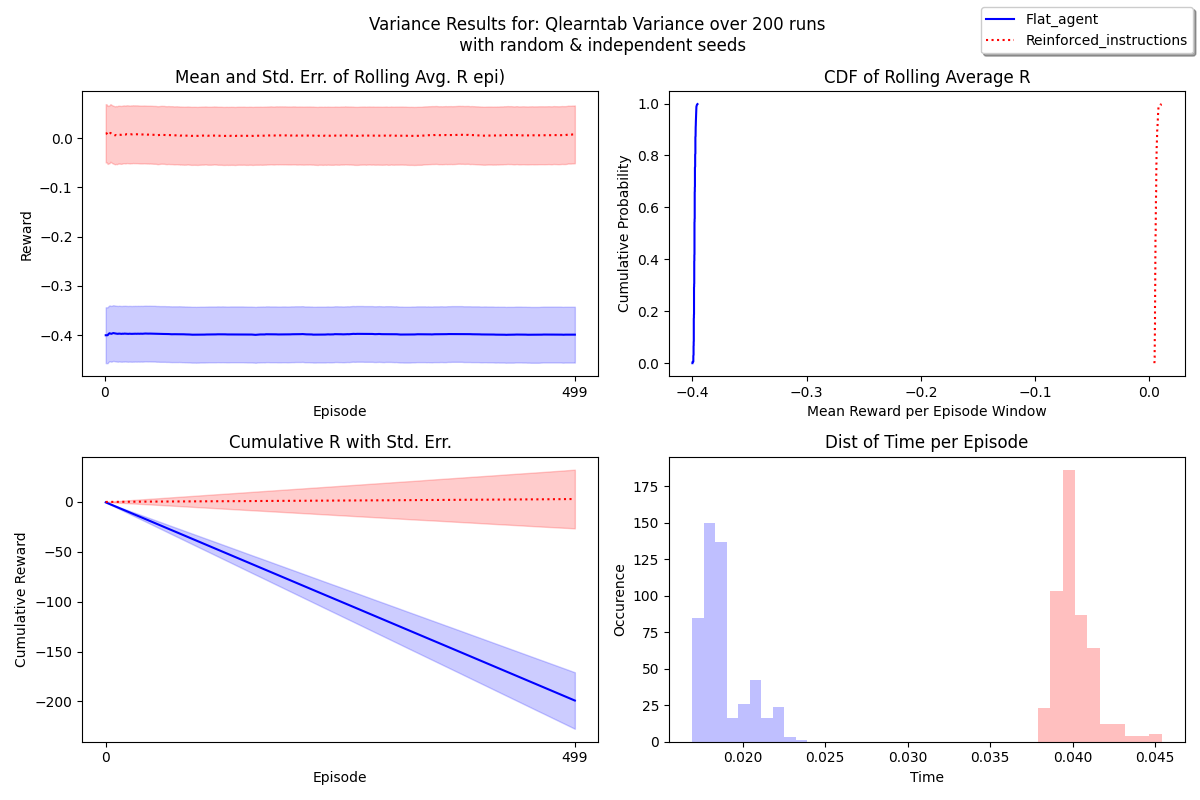 Variance Results for: Qlearntab Variance over 200 runs
with random & independent seeds
Flat_agent
Reinforced_instructions
Mean and Std. Err. of Rolling Avg. R epi)
0.0
−0.1
−0.2
−0.3
−0.4
Reward
0
499
Episode
CDF of Rolling Average R
1.0
0.8
0.6
0.4
0.2
0.0
Cumulative Probability
−0.4
−0.3
−0.2
−0.1
0.0
Mean Reward per Episode Window
Cumulative R with Std. Err.
0
−50
−100
−150
−200
Cumulative Reward
0
499
Episode
Dist of Time per Episode
175
150
125
100
75
50
25
0
Occurence
0.020
0.025
0.030
0.035
0.040
0.045
Time